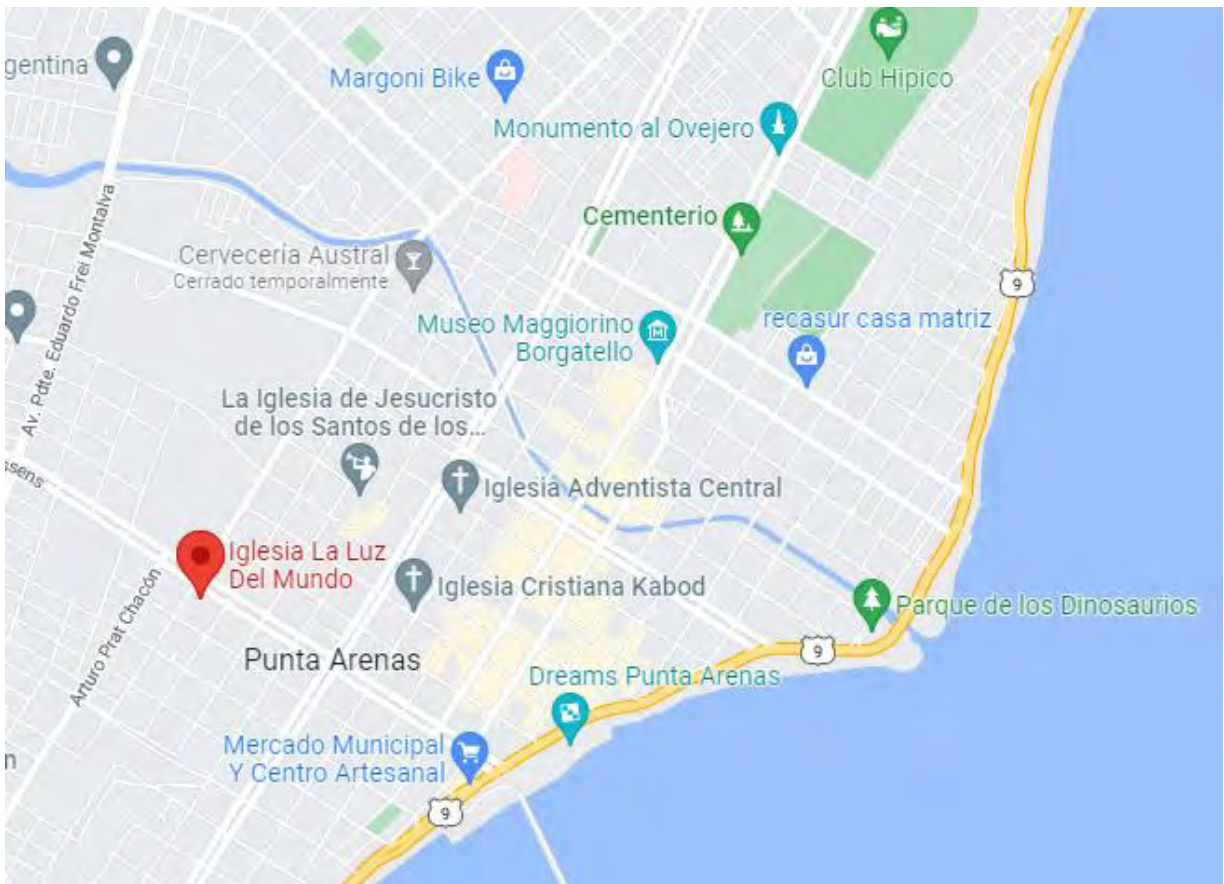 gentina
Margoni Bike
Club Hipico
Monumento al Ovejero
Cementerio
Av. Pdte. Eduardo Frei Montalva
Cervecería Austral
Cerrado temporalmente
9
Museo Maggiorino
Borgatello
recasur casa matriz
La Iglesia de Jesucristo
de los Santos de los...
ssens
Iglesia Adventista Central
Iglesia La Luz
Del Mundo
Iglesia Cristiana Kabod
Parque de los Dinosaurios
Arturo Prat Chacón
Punta Arenas
9
Dreams Punta Arenas
Mercado Municipal
Y Centro Artesanal
n
9